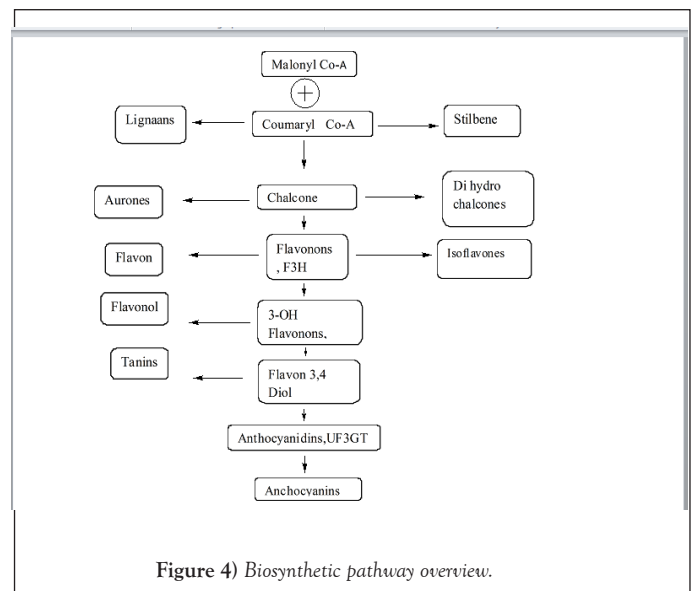 Malonyl Co-A
+
Lignaans
Coumaryl Co-A
Stilbene
Aurones
Chalcone
Di hydro
chalcones
Flavon
Flavonons
, F3H
Isoflavones
Flavonol
3-OH
Flavonons,
Tanins
Flavon 3,4
Diol
Anthocyanidins,UF3GT
Anchocyanins
Figure 4) Biosynthetic pathway overview.